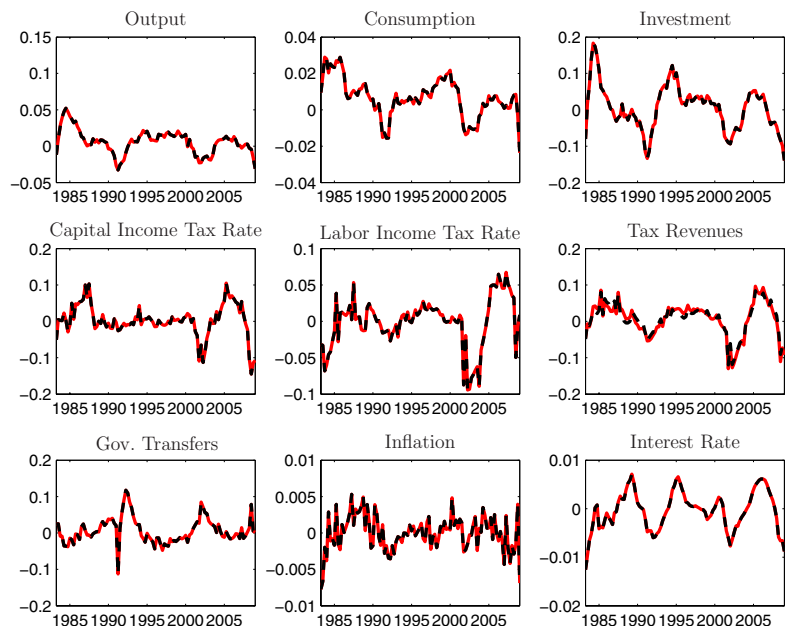 Output
Consumption
Investment
0.15
0.1
0.05
0
−0.05
1985 1990 1995 2000 2005
0.04
0.02
0
−0.02
−0.04
1985 1990 1995 2000 2005
0.2
0.1
0
−0.1
−0.2
1985 1990 1995 2000 2005
Capital Income Tax Rate
Labor Income Tax Rate
Tax Revenues
0.2
0.1
0
−0.1
−0.2
1985 1990 1995 2000 2005
0.1
0.05
0
−0.05
−0.1
1985 1990 1995 2000 2005
0.2
0.1
0
−0.1
−0.2
1985 1990 1995 2000 2005
Gov. Transfers
Inflation
Interest Rate
0.2
0.1
0
−0.1
−0.2
1985 1990 1995 2000 2005
0.01
0.005
0
−0.005
−0.01
1985 1990 1995 2000 2005
0.01
0
−0.01
−0.02
1985 1990 1995 2000 2005